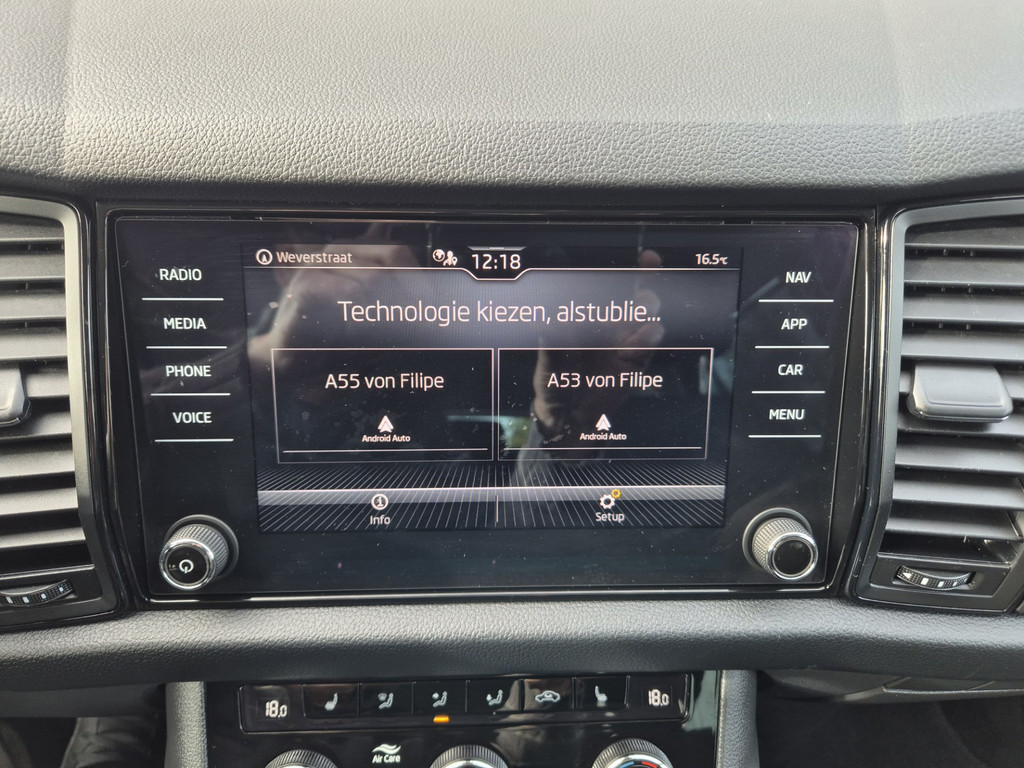 Weverstraat
12:18
16.5°C
Technologie kiezen, alstublie...
RADIO
MEDIA
PHONE
VOICE
NAV
APP
CAR
MENU
A55 von Filipe
Android Auto
A53 von Filipe
Android Auto
Info
Setup
18.0
18.0
Air Care